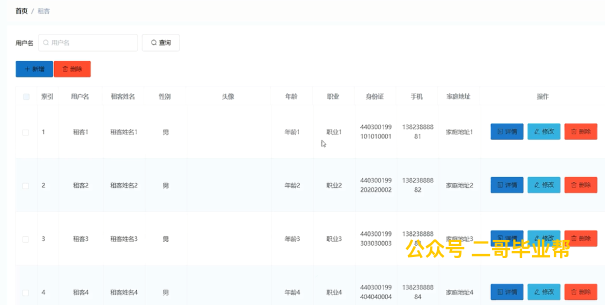 首页 / 租客
用户名 用户名 查询
+ 新增 删除
索引 用户名 租客姓名 性别 头像 年龄 职业 身份证 手机 家庭地址 操作
1 租客1 租客姓名1 男 年龄1 职业1 440300199101010001 13823888881 家庭地址1 详情 修改 删除
2 租客2 租客姓名2 男 年龄2 职业2 440300199202020002 13823888882 家庭地址2 详情 修改 删除
3 租客3 租客姓名3 男 年龄3 职业3 440300199303030003 13823888883 家庭地址3 详情 修改 删除
公众号 二哥毕业帮
4 租客4 租客姓名4 男 年龄4 职业4 440300199404040004 13823888884 家庭地址4 详情 修改 删除